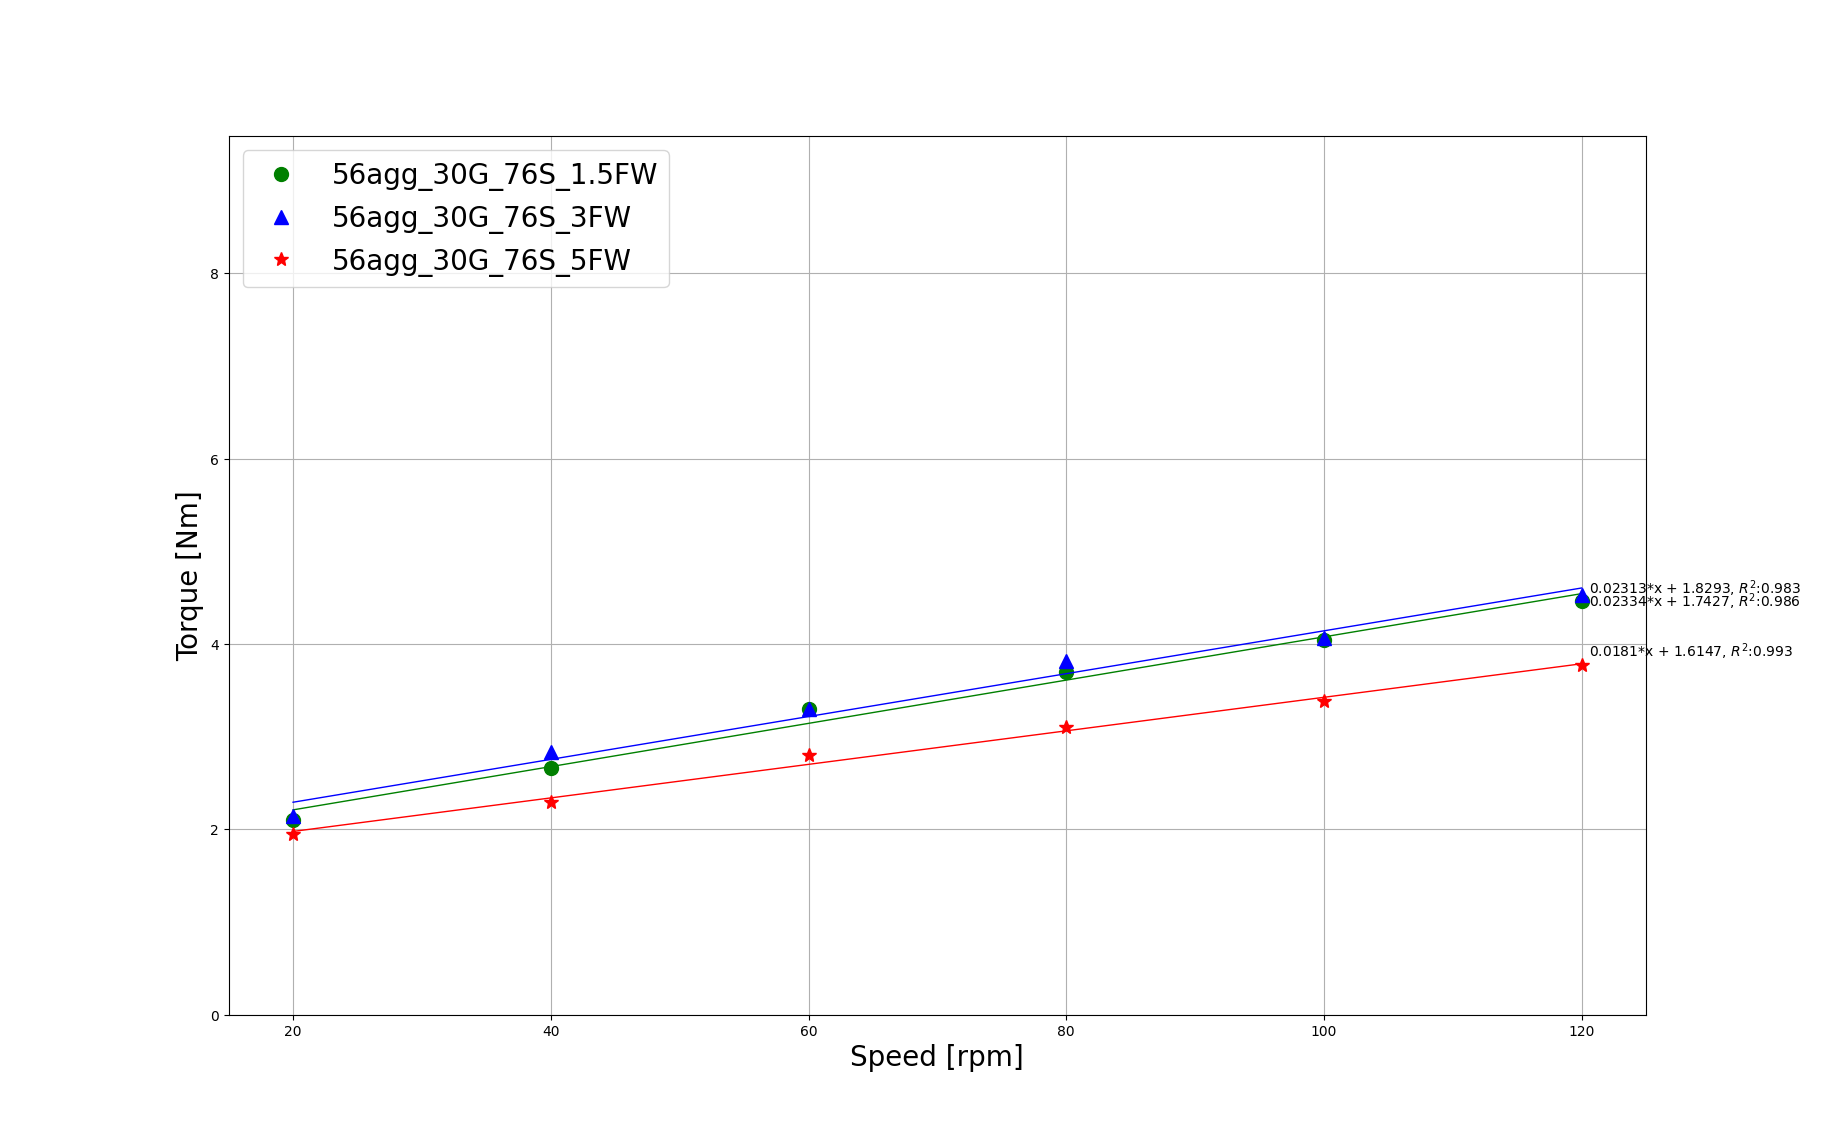 56agg_30G_76S_1.5FW
56agg_30G_76S_3FW
56agg_30G_76S_5FW
8
6
4
2
0
Torque [Nm]
0.02313*x + 1.8293, R²:0.983
0.02334*x + 1.7427, R²:0.986
0.0181*x + 1.6147, R²:0.993
20 40 60 80 100 120
Speed [rpm]